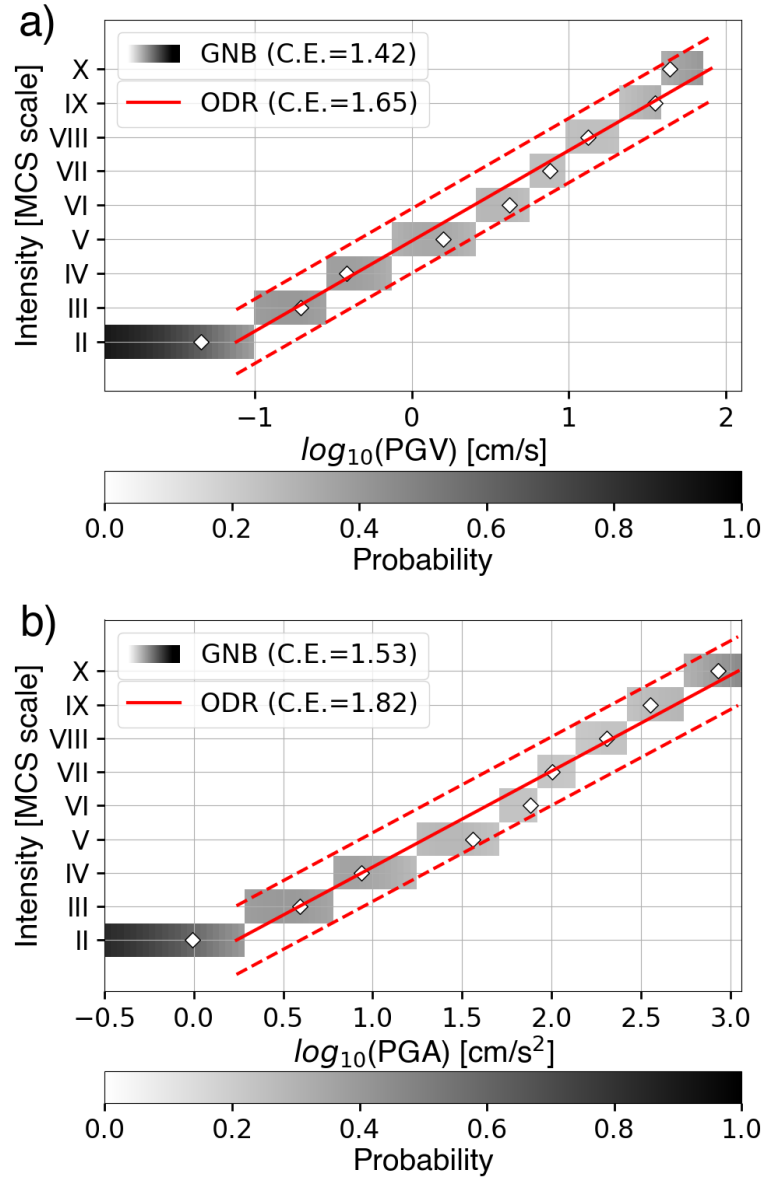 a)
GNB (C.E.=1.42)
ODR (C.E.=1.65)
Intensity [MCS scale]
X
IX
VIII
VII
VI
V
IV
III
II
−1 0 1 2
log10(PGV) [cm/s]
0.0 0.2 0.4 0.6 0.8 1.0
Probability
b)
GNB (C.E.=1.53)
ODR (C.E.=1.82)
Intensity [MCS scale]
X
IX
VIII
VII
VI
V
IV
III
II
−0.5 0.0 0.5 1.0 1.5 2.0 2.5 3.0
log10(PGA) [cm/s²]
0.0 0.2 0.4 0.6 0.8 1.0
Probability